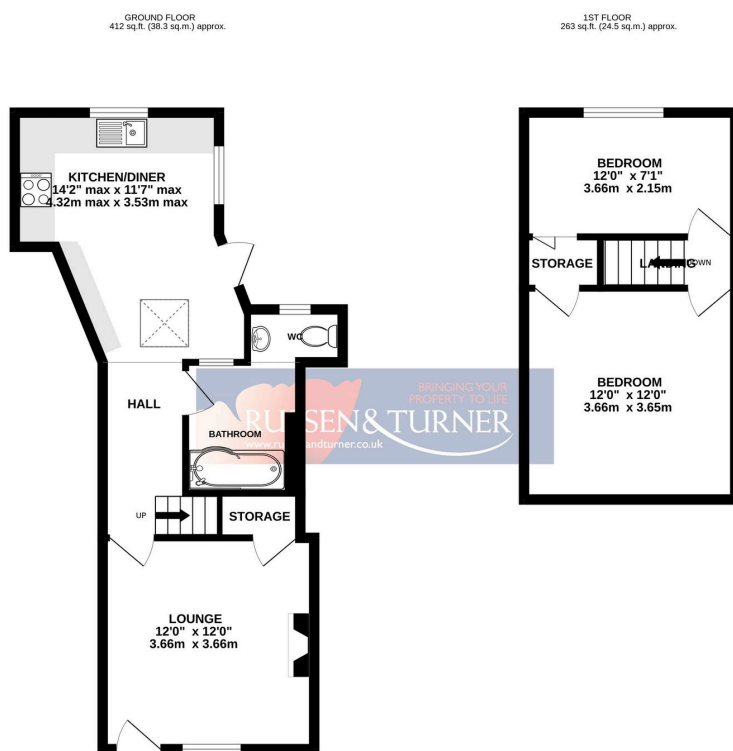 GROUND FLOOR
412 sq.ft. (38.3 sq.m.) approx.
1ST FLOOR
263 sq.ft. (24.5 sq.m.) approx.
KITCHEN/DINER
14'2" max x 11'7" max
4.32m max x 3.53m max
WC
HALL
BATHROOM
UP
STORAGE
LOUNGE
12'0" x 12'0"
3.66m x 3.66m
BEDROOM
12'0" x 7'1"
3.66m x 2.15m
STORAGE
LANDING
DOWN
BEDROOM
12'0" x 12'0"
3.66m x 3.65m
BRINGING YOUR
PROPERTY TO LIFE
& TURNER